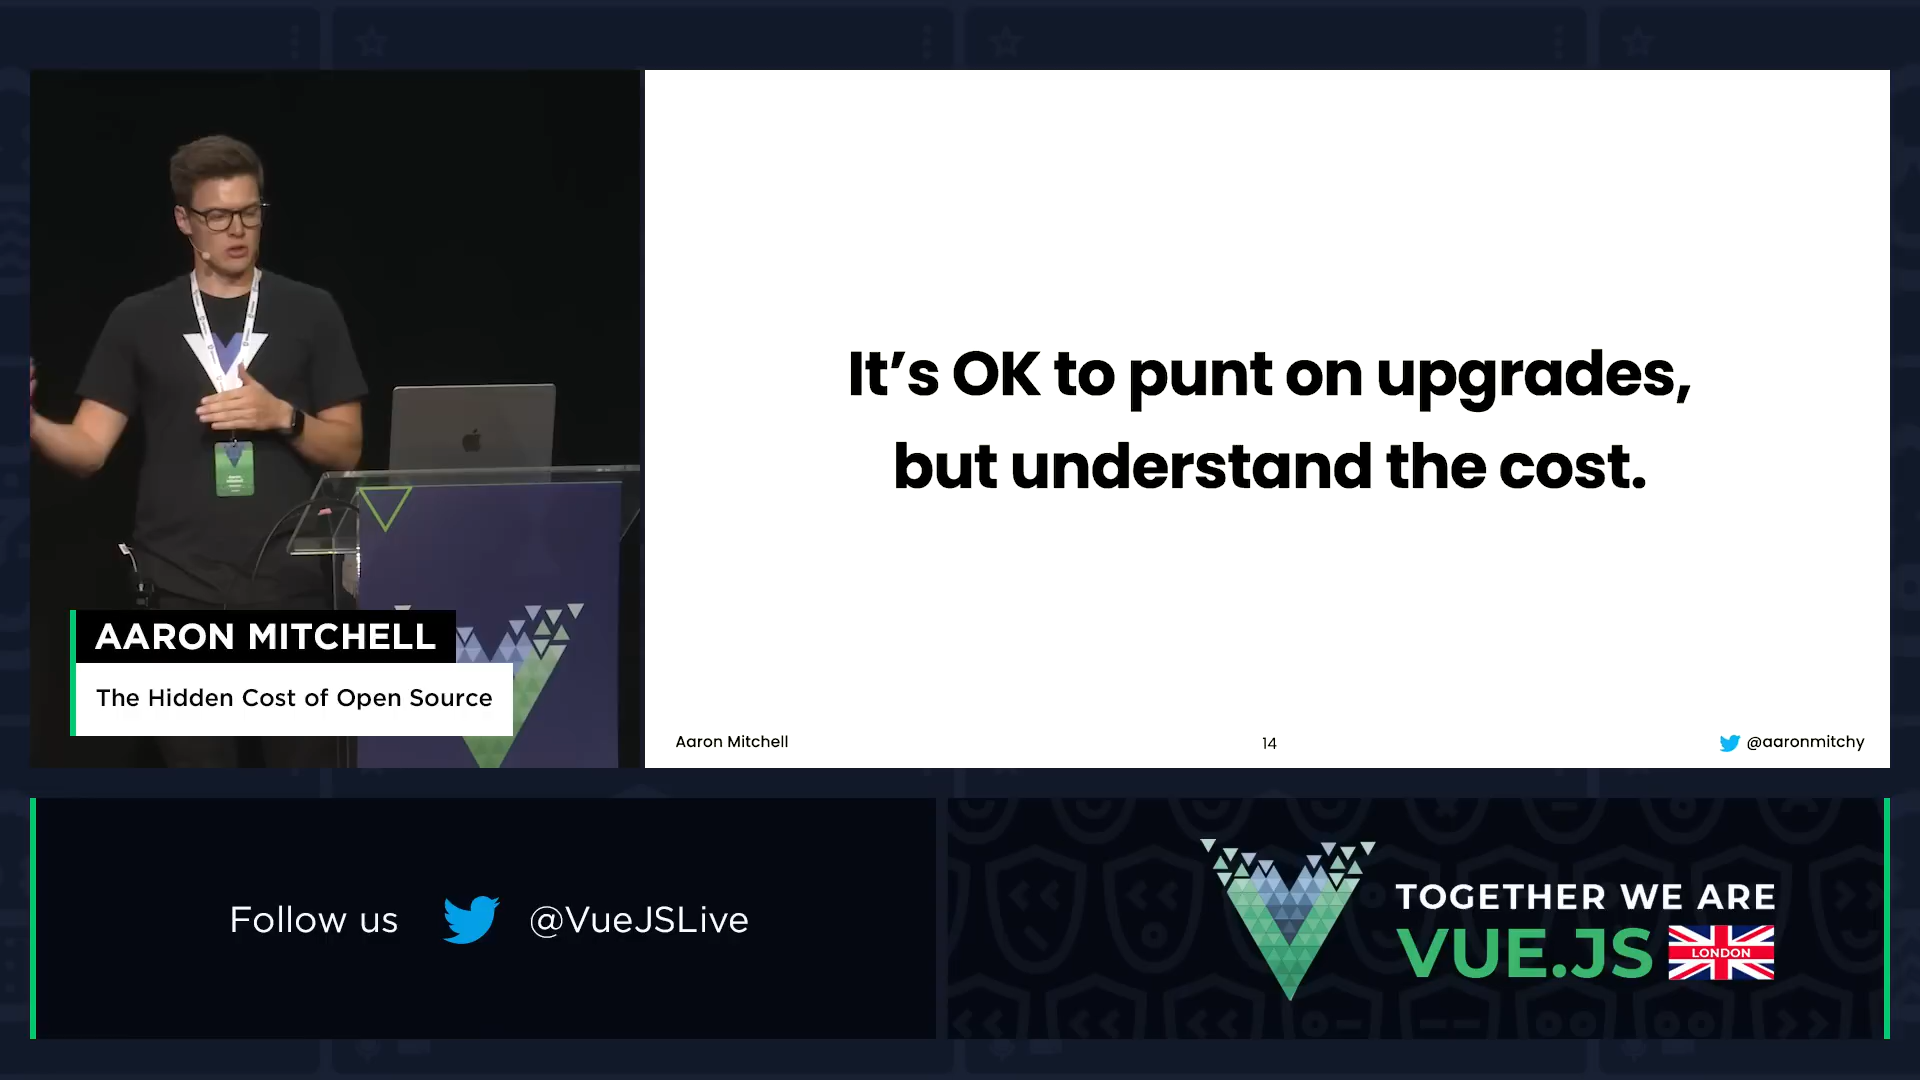 It’s OK to punt on upgrades,
but understand the cost.
AARON MITCHELL
The Hidden Cost of Open Source
Aaron Mitchell
14
@aaronmitchy
Follow us
@VueJSLive
TOGETHER WE ARE
VUE.JS
LONDON